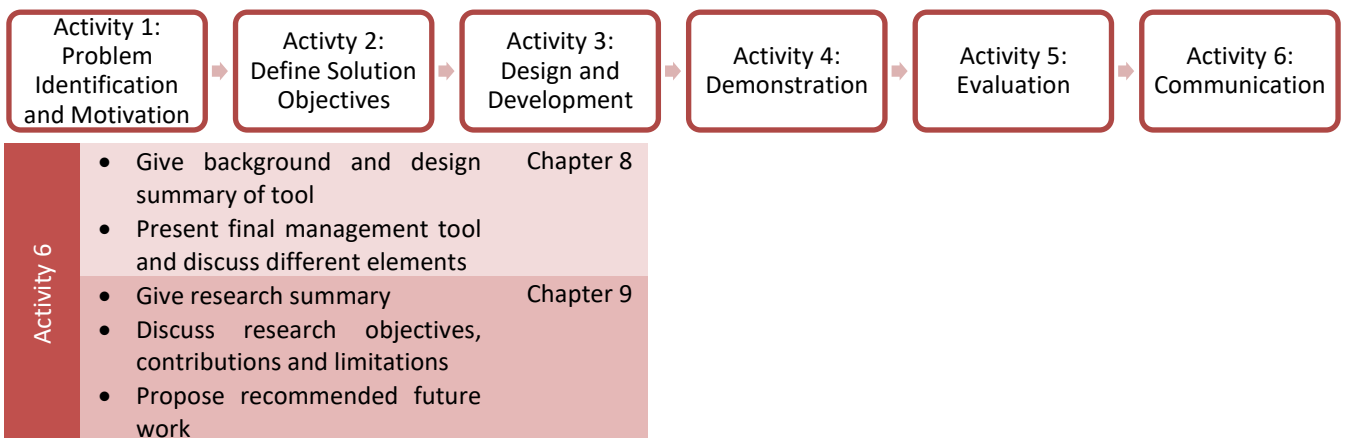 Activity 1:
Problem
Identification
and Motivation
Activty 2:
Define Solution
Objectives
Activity 3:
Design and
Development
Activity 4:
Demonstration
Activity 5:
Evaluation
Activity 6:
Communication
Activity 6
• Give background and design
summary of tool
• Present final management tool
and discuss different elements
Chapter 8
• Give research summary
• Discuss research objectives,
contributions and limitations
• Propose recommended future
work
Chapter 9